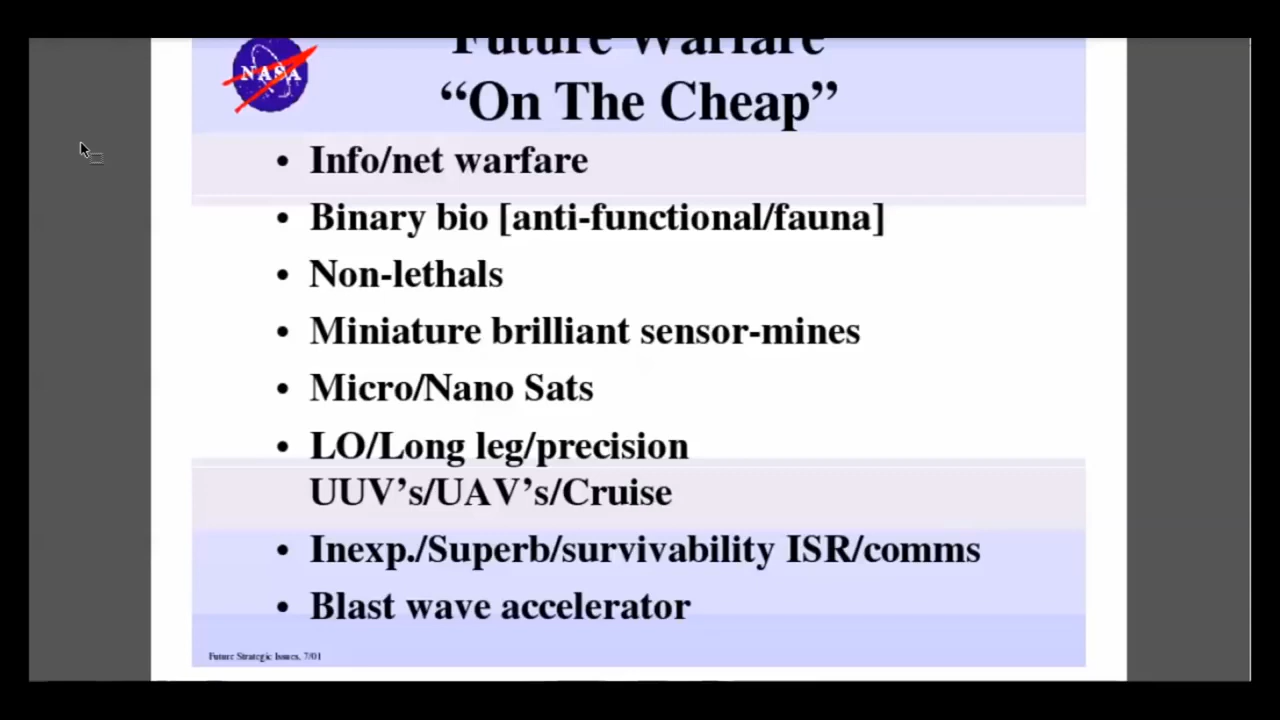 Future Warfare
“On The Cheap”
NASA
• Info/net warfare
• Binary bio [anti-functional/fauna]
• Non-lethals
• Miniature brilliant sensor-mines
• Micro/Nano Sats
• LO/Long leg/precision
UUV’s/UAV’s/Cruise
• Inexp./Superb/survivability ISR/comms
• Blast wave accelerator
Future Strategic Issues, 7/01